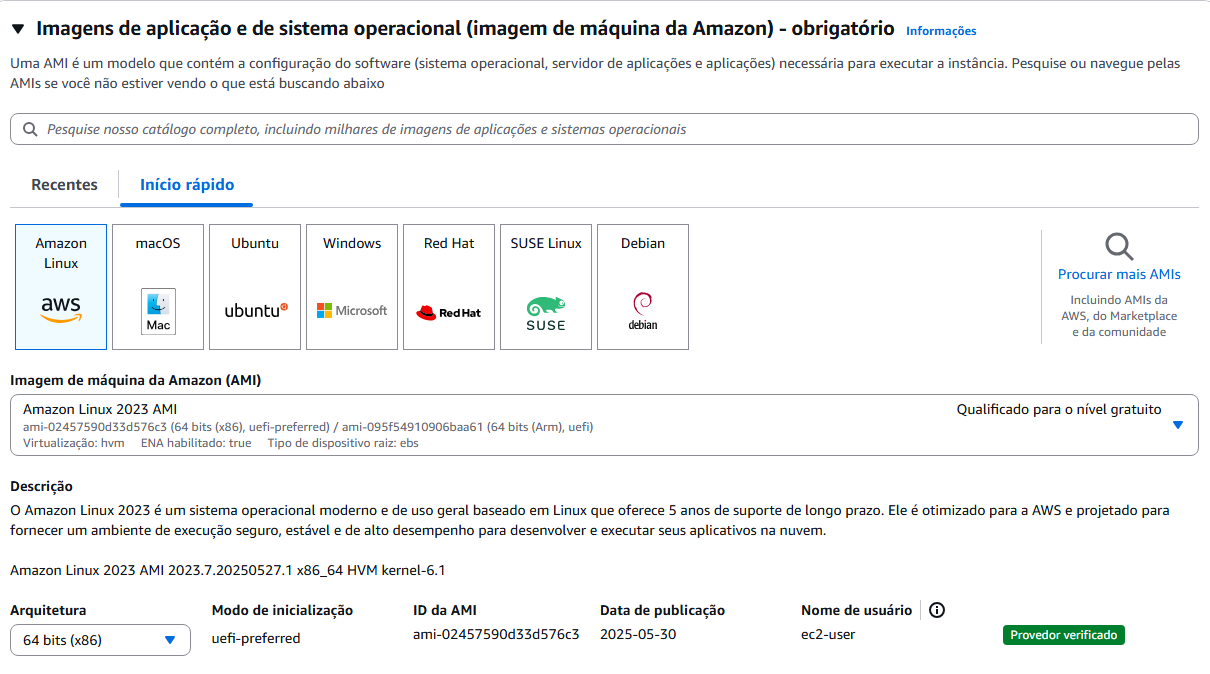 Imagens de aplicação e de sistema operacional (imagem de máquina da Amazon) - obrigatório Informações
Uma AMI é um modelo que contém a configuração do software (sistema operacional, servidor de aplicações e aplicações) necessária para executar a instância. Pesquise ou navegue pelas
AMIs se você não estiver vendo o que está buscando abaixo
Pesquise nosso catálogo completo, incluindo milhares de imagens de aplicações e sistemas operacionais
Recentes
Início rápido
Amazon
Linux
aws
macOS
Mac
Ubuntu
ubuntu
Windows
Microsoft
Red Hat
Red Hat
SUSE Linux
SUSE
Debian
debian
Procurar mais AMIs
Incluindo AMIs da
AWS, do Marketplace
e da comunidade
Imagem de máquina da Amazon (AMI)
Amazon Linux 2023 AMI
Qualificado para o nível gratuito
ami-02457590d33d576c3 (64 bits (x86), uefi-preferred) / ami-095f54910906baa61 (64 bits (Arm), uefi)
Virtualização: hvm ENA habilitado: true Tipo de dispositivo raiz: ebs
Descrição
O Amazon Linux 2023 é um sistema operacional moderno e de uso geral baseado em Linux que oferece 5 anos de suporte de longo prazo. Ele é otimizado para a AWS e projetado para
fornecer um ambiente de execução seguro, estável e de alto desempenho para desenvolver e executar seus aplicativos na nuvem.
Amazon Linux 2023 AMI 2023.7.20250527.1 x86_64 HVM kernel-6.1
Arquitetura
64 bits (x86)
Modo de inicialização
uefi-preferred
ID da AMI
ami-02457590d33d576c3
Data de publicação
2025-05-30
Nome de usuário
ec2-user
Provedor verificado